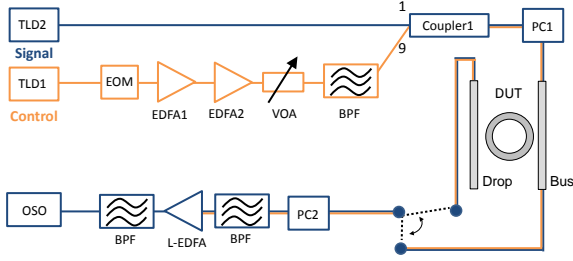 TLD2
Signal
1
Coupler1
PC1
9
TLD1
Control
EOM
EDFA1
EDFA2
VOA
BPF
DUT
Drop
Bus
OSO
BPF
L-EDFA
BPF
PC2